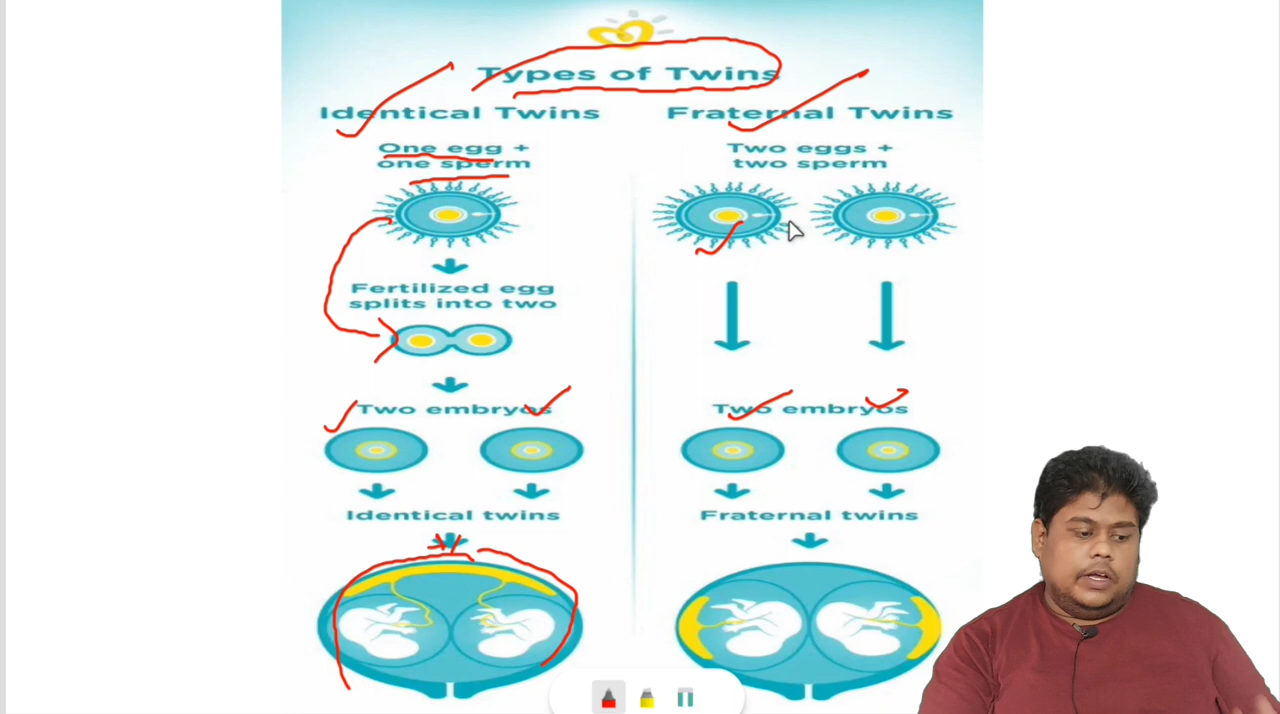 Types of Twins
Identical Twins
One egg +
one sperm
Fertilized egg
splits into two
Two embryos
Identical twins
Fraternal Twins
Two eggs +
two sperm
Two embryos
Fraternal twins